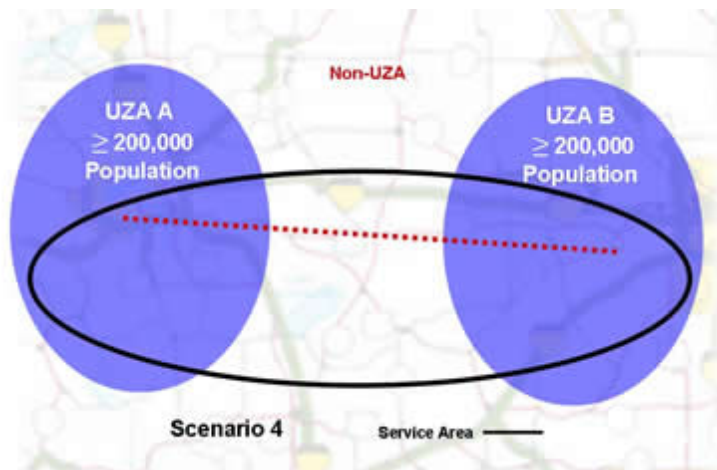 Non-UZA
UZA A
≥ 200,000
Population
UZA B
≥ 200,000
Population
Scenario 4
Service Area